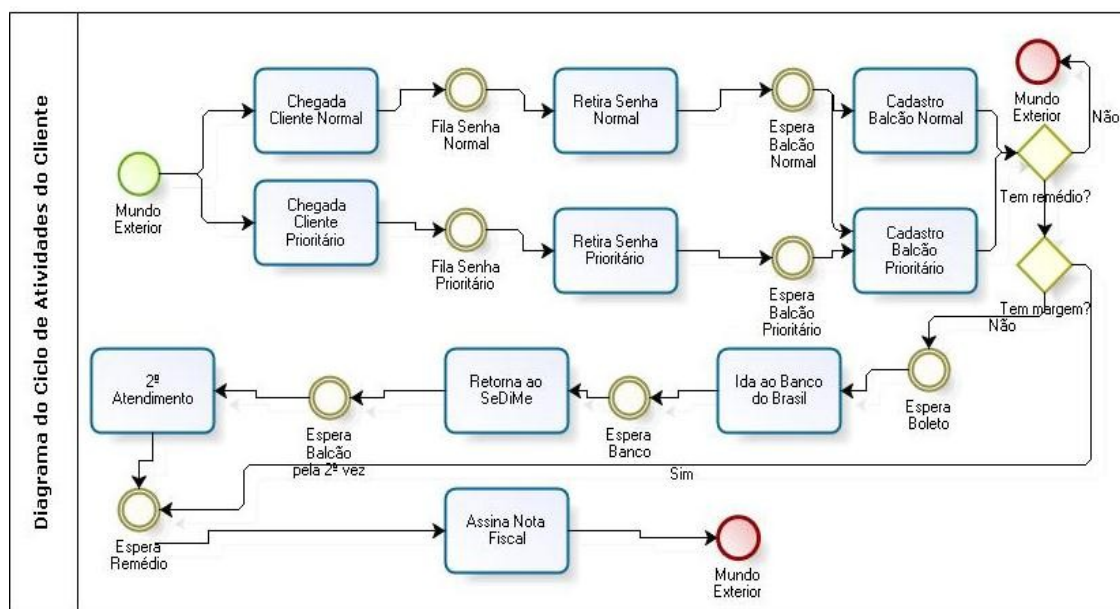 Diagrama do Ciclo de Atividades do Cliente
Mundo
Exterior
Chegada
Cliente Normal
Fila Senha
Normal
Retira Senha
Normal
Espera
Balcão
Normal
Cadastro
Balcão Normal
Mundo
Exterior
Não
Tem remédio?
Chegada
Cliente
Prioritário
Fila Senha
Prioritário
Retira Senha
Prioritário
Espera
Balcão
Prioritário
Cadastro
Balcão
Prioritário
Tem margem?
Não
2º
Atendimento
Espera
Balcão
pela 2ª vez
Retorna ao
SeDiMe
Espera
Banco
Ida ao Banco
do Brasil
Espera
Boleto
Sim
Espera
Remédio
Assina Nota
Fiscal
Mundo
Exterior